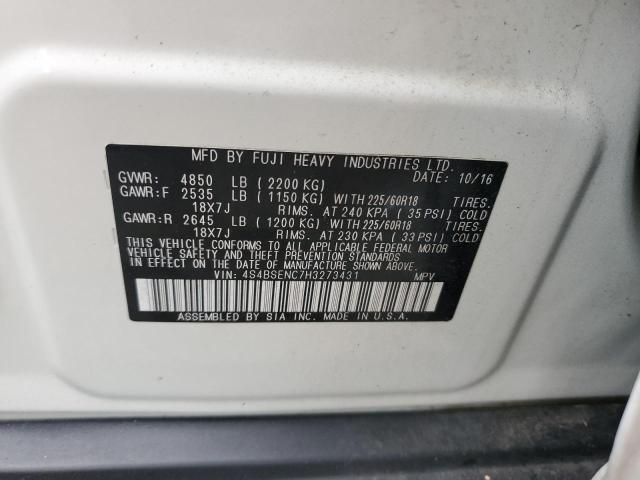 MFD BY FUJI HEAVY INDUSTRIES LTD.
DATE: 10/16
GVWR: 4850 LB (2200 KG)
GAWR:F 2535 LB (1150 KG) WITH 225/60R18 TIRES.
18X7J RIMS. AT 240 KPA (35 PSI) COLD
GAWR:R 2645 LB (1200 KG) WITH 225/60R18 TIRES.
18X7J RIMS. AT 230 KPA (33 PSI) COLD
THIS VEHICLE CONFORMS TO ALL APPLICABLE FEDERAL MOTOR
VEHICLE SAFETY, BUMPER, AND THEFT PREVENTION STANDARDS
IN EFFECT ON THE DATE OF MANUFACTURE SHOWN ABOVE.
VIN: 4S4BSENC7H3273431 MPV
ASSEMBLED BY SIA INC. MADE IN U.S.A.